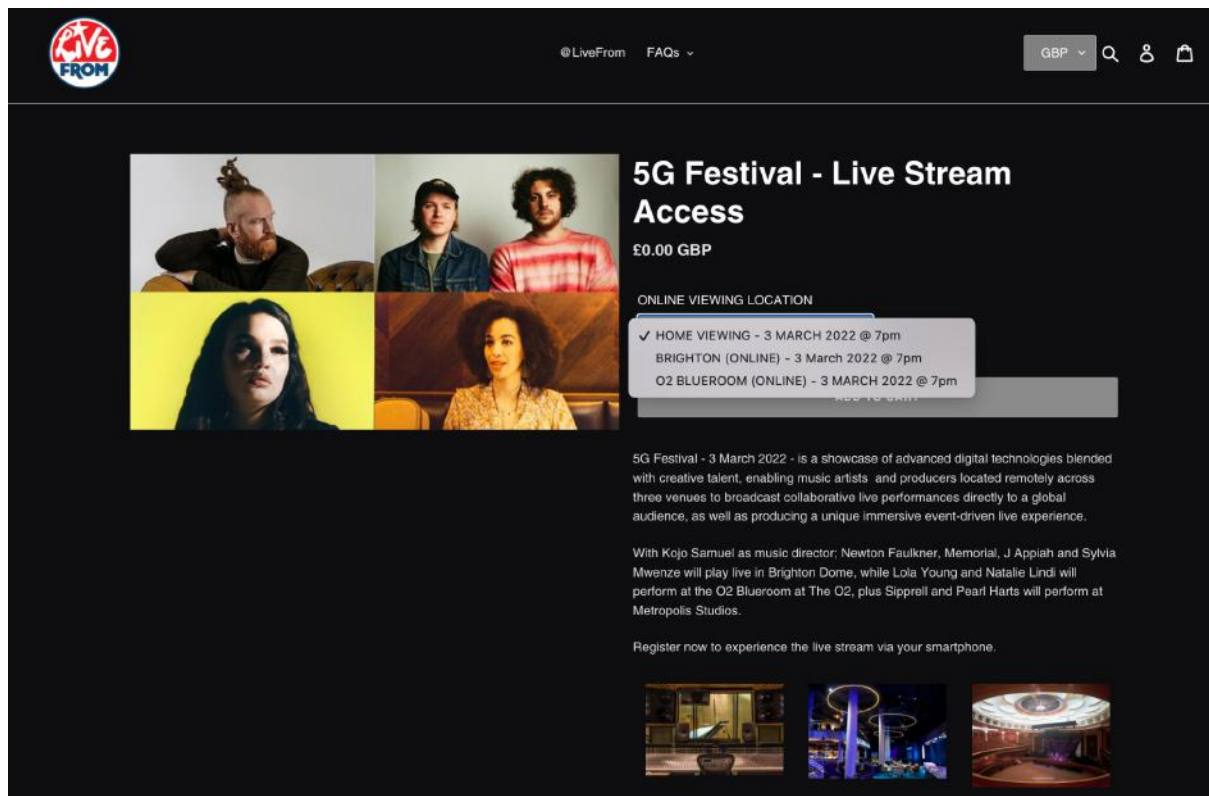 LIVE
FROM
@LiveFrom FAQs
GBP
5G Festival - Live Stream
Access
£0.00 GBP
ONLINE VIEWING LOCATION
✓ HOME VIEWING - 3 MARCH 2022 @ 7pm
BRIGHTON (ONLINE) - 3 March 2022 @ 7pm
O2 BLUEROOM (ONLINE) - 3 MARCH 2022 @ 7pm
5G Festival - 3 March 2022 - is a showcase of advanced digital technologies blended
with creative talent, enabling music artists and producers located remotely across
three venues to broadcast collaborative live performances directly to a global
audience, as well as producing a unique immersive event-driven live experience.
With Kojo Samuel as music director; Newton Faulkner, Memorial, J Appiah and Sylvia
Mwenze will play live in Brighton Dome, while Lola Young and Natalie Lindi will
perform at the O2 Blueroom at The O2, plus Sipprell and Pearl Harts will perform at
Metropolis Studios.
Register now to experience the live stream via your smartphone.